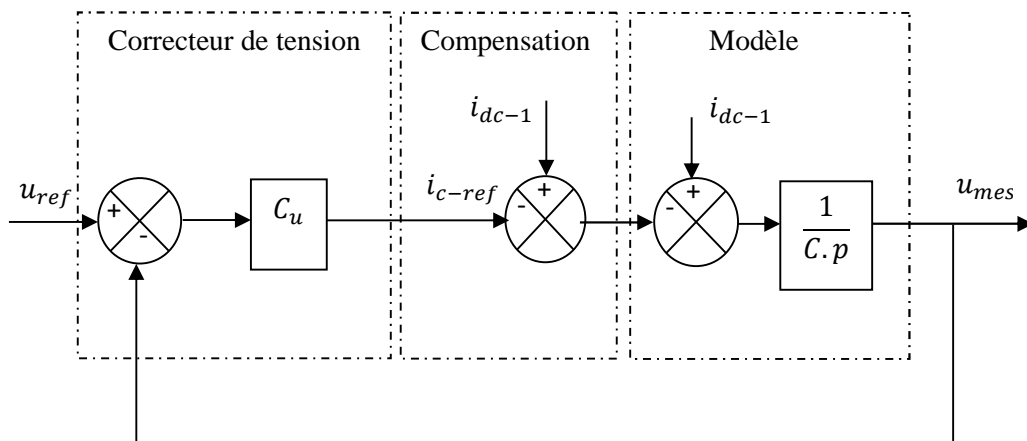 Correcteur de tension
Compensation
Modèle
i_{dc-1}
i_{dc-1}
u_{ref}
+
-
C_u
i_{c-ref}
-
+
-
+
\frac{1}{C.p}
u_{mes}